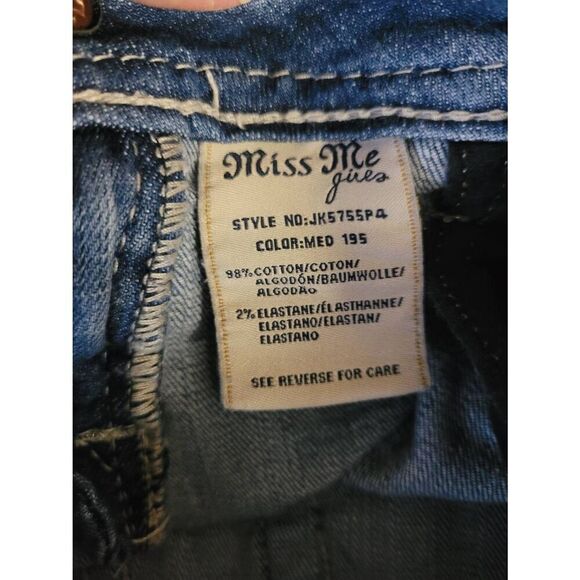 Miss Me
girls
STYLE NO:JK5755P4
COLOR:MED 195
98% COTTON/COTON/
ALGODÓN/BAUMWOLLE/
ALGODÃO
2% ELASTANE/ÉLASTHANNE/
ELASTANO/ELASTAN/
ELASTANO
SEE REVERSE FOR CARE